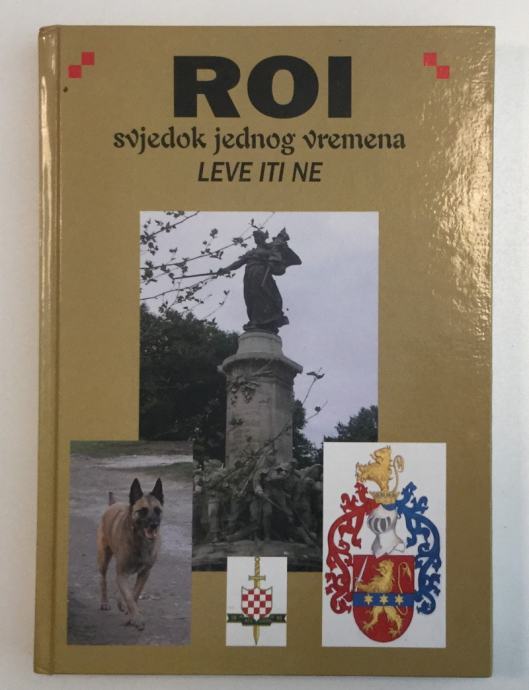 ROI
svjedok jednog vremena
LEVE ITI NE